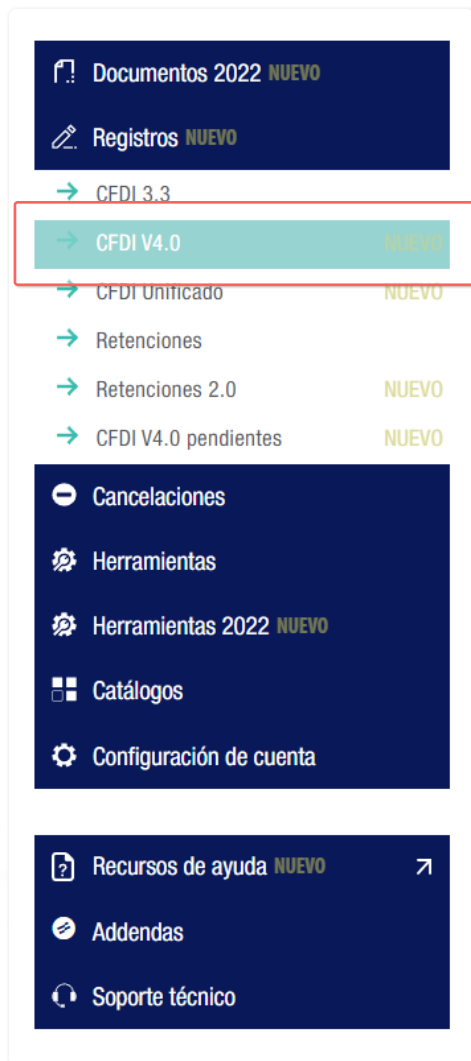 Documentos 2022 NUEVO
Registros NUEVO
CFDI 3.3
CFDI V4.0 NUEVO
CFDI Unificado NUEVO
Retenciones
Retenciones 2.0 NUEVO
CFDI V4.0 pendientes NUEVO
Cancelaciones
Herramientas
Herramientas 2022 NUEVO
Catálogos
Configuración de cuenta
Recursos de ayuda NUEVO
Addendas
Soporte técnico